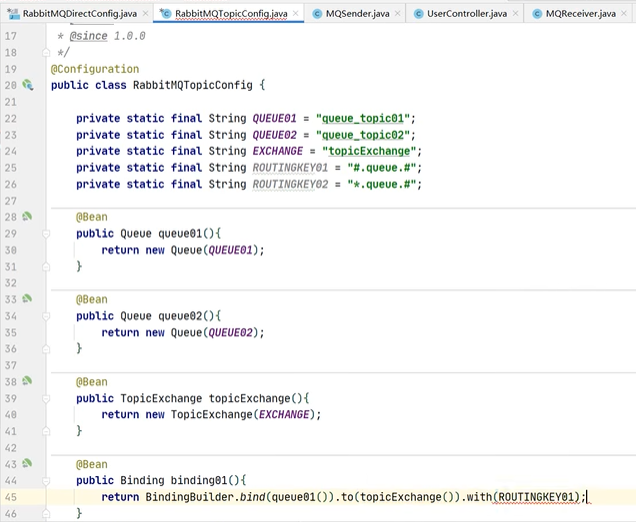 RabbitMQDirectConfig.java × RabbitMQTopicConfig.java × MQSender.java × UserController.java × MQReceiver.java ×
17 * @since 1.0.0
18 */
19 @Configuration
20 public class RabbitMQTopicConfig {
21
22 private static final String QUEUE01 = "queue_topic01";
23 private static final String QUEUE02 = "queue_topic02";
24 private static final String EXCHANGE = "topicExchange";
25 private static final String ROUTINGKEY01 = "#.queue.#";
26 private static final String ROUTINGKEY02 = "*.queue.#";
27
28 @Bean
29 public Queue queue01(){
30 return new Queue(QUEUE01);
31 }
32
33 @Bean
34 public Queue queue02(){
35 return new Queue(QUEUE02);
36 }
37
38 @Bean
39 public TopicExchange topicExchange(){
40 return new TopicExchange(EXCHANGE);
41 }
42
43 @Bean
44 public Binding binding01(){
45 return BindingBuilder.bind(queue01()).to(topicExchange()).with(ROUTINGKEY01);
46 }